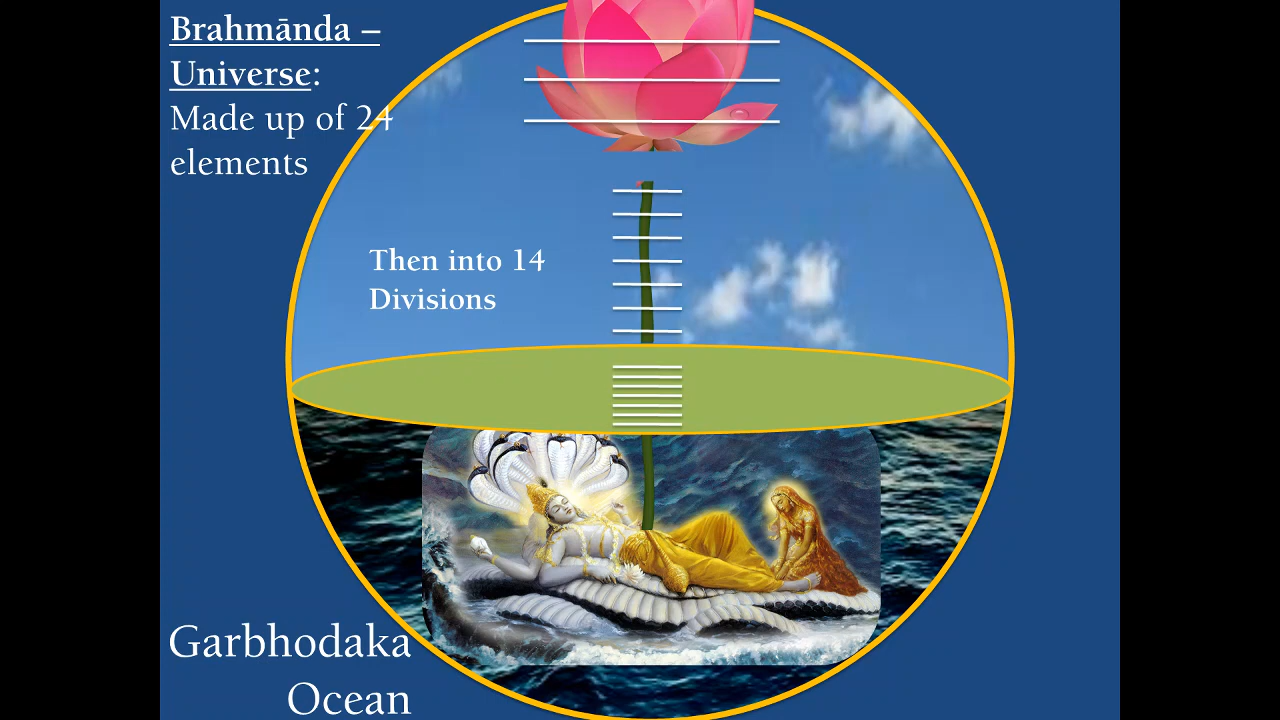 Brahmānda –
Universe:
Made up of 24
elements
Then into 14
Divisions
Garbhodaka
Ocean